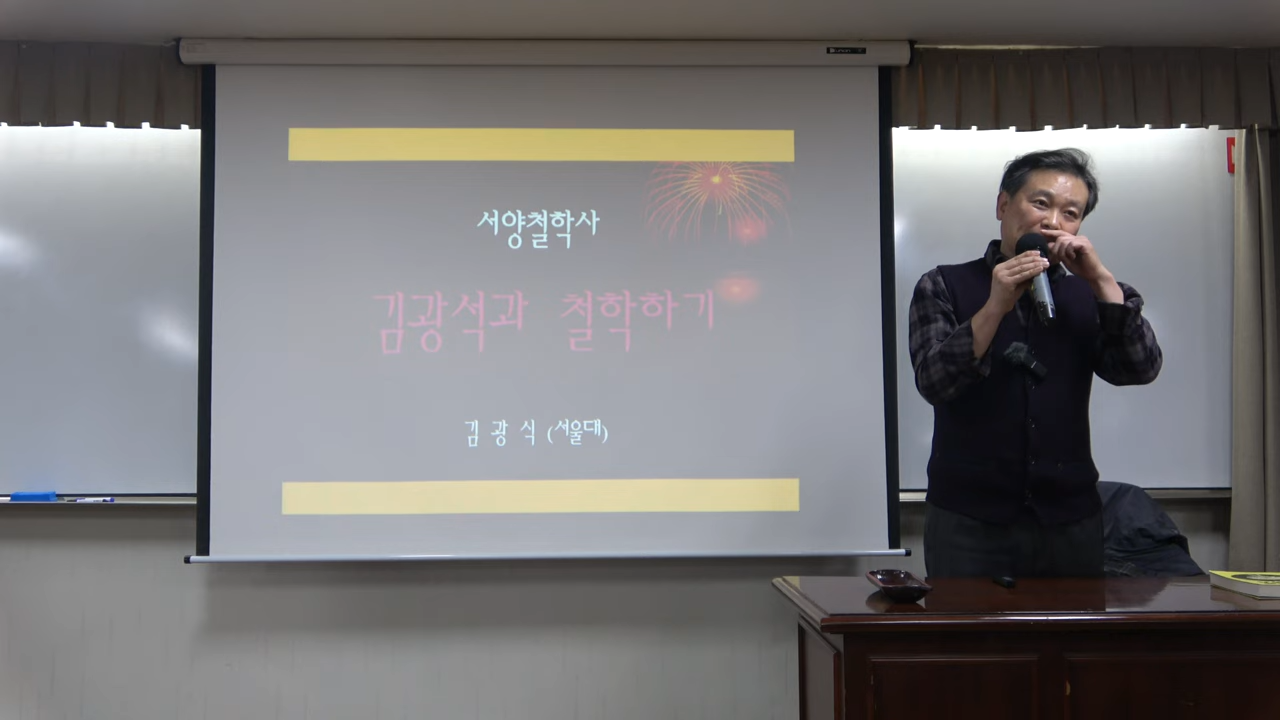 서양철학사
김광석과 철학하기
김 광 식 (서울대)